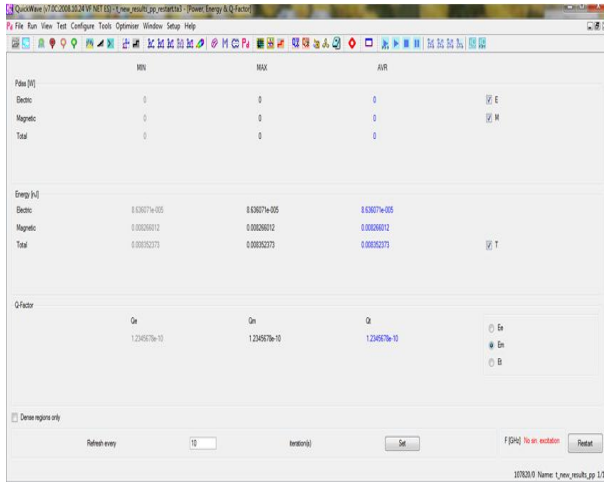 QuickWave (v7.0C:2008.10.24 VF NET ES) - t_new_results_pp_restart.ta3 - [Power, Energy & Q-Factor]
File Run View Test Configure Tools Optimiser Window Setup Help
MIN MAX AVR
Pdiss [W]
Electric 0 0 0 E
Magnetic 0 0 0 M
Total 0 0 0
Energy [nJ]
Electric 8.636071e-005 8.636071e-005 8.636071e-005
Magnetic 0.008266012 0.008266012 0.008266012
Total 0.008352373 0.008352373 0.008352373 T
Q-Factor
Qe Qm Qt
1.2345678e-10 1.2345678e-10 1.2345678e-10
Ee
Em
Et
Dense regions only
Refresh every 10 iteration(s) Set F [GHz] No sin. excitation Restart
107820/0 Name: t_new_results_pp 1/1